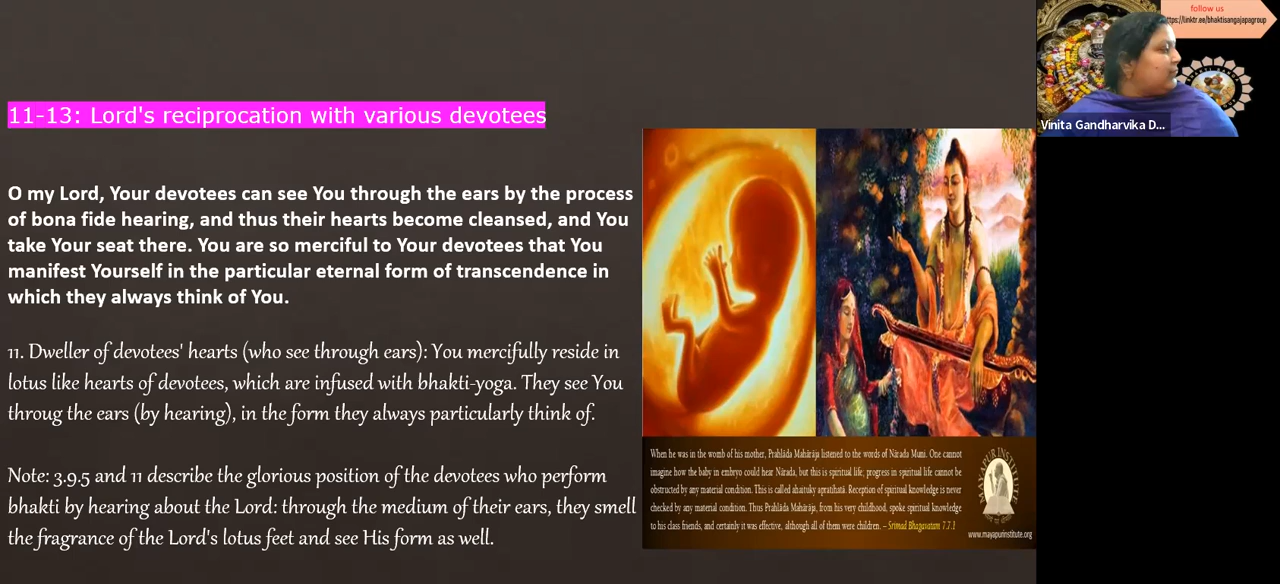 11-13: Lord's reciprocation with various devotees
O my Lord, Your devotees can see You through the ears by the process
of bona fide hearing, and thus their hearts become cleansed, and You
take Your seat there. You are so merciful to Your devotees that You
manifest Yourself in the particular eternal form of transcendence in
which they always think of You.
11. Dweller of devotees' hearts (who see through ears): You mercifully reside in
lotus like hearts of devotees, which are infused with bhakti-yoga. They see You
throug the ears (by hearing), in the form they always particularly think of.
Note: 3.9.5 and 11 describe the glorious position of the devotees who perform
bhakti by hearing about the Lord: through the medium of their ears, they smell
the fragrance of the Lord's lotus feet and see His form as well.
When he was in the womb of his mother, Prahlāda Mahārāja listened to the words of Nārada Muni. One cannot
imagine how the baby in embryo could hear Nārada, but this is spiritual life; progress in spiritual life cannot be
obstructed by any material condition. This is called ahaituky apratihatā. Reception of spiritual knowledge is never
checked by any material condition. Thus Prahlāda Mahārāja, from his very childhood, spoke spiritual knowledge
to his class friends, and certainly it was effective, although all of them were children. – Srimad Bhagavatam 7.7.1
MAYAPUR INSTITUTE
www.mayapurinstitute.org
follow us
https://linktr.ee/bhaktisangajapagroup
Vinita Gandharvika D...